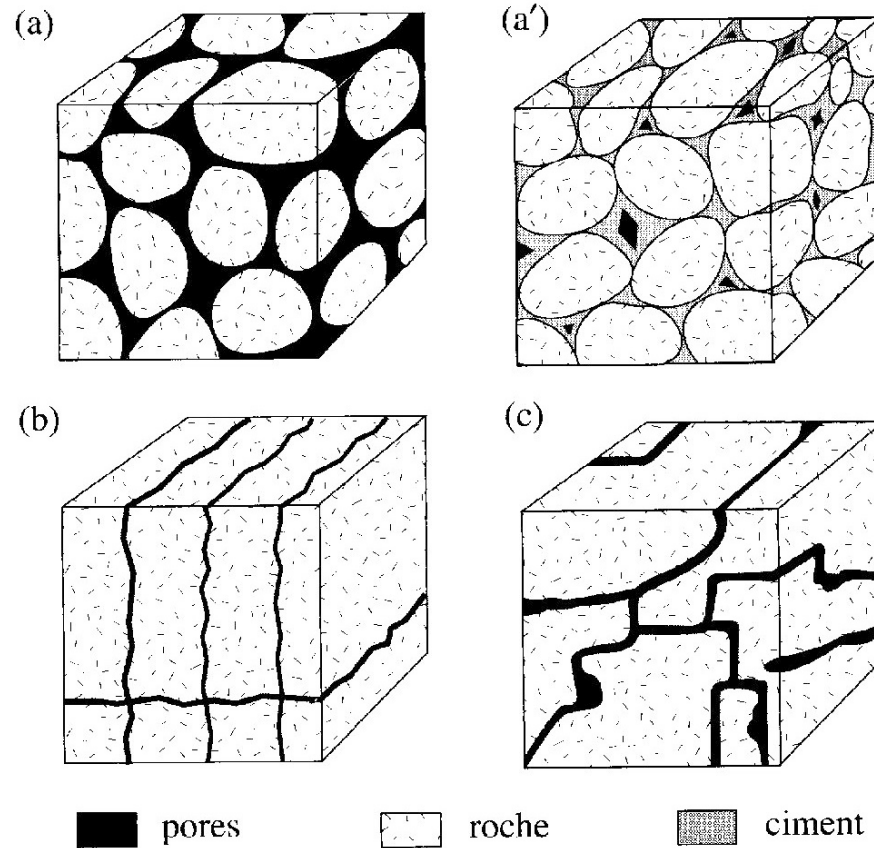 (a)
(a′)
(b)
(c)
pores
roche
ciment